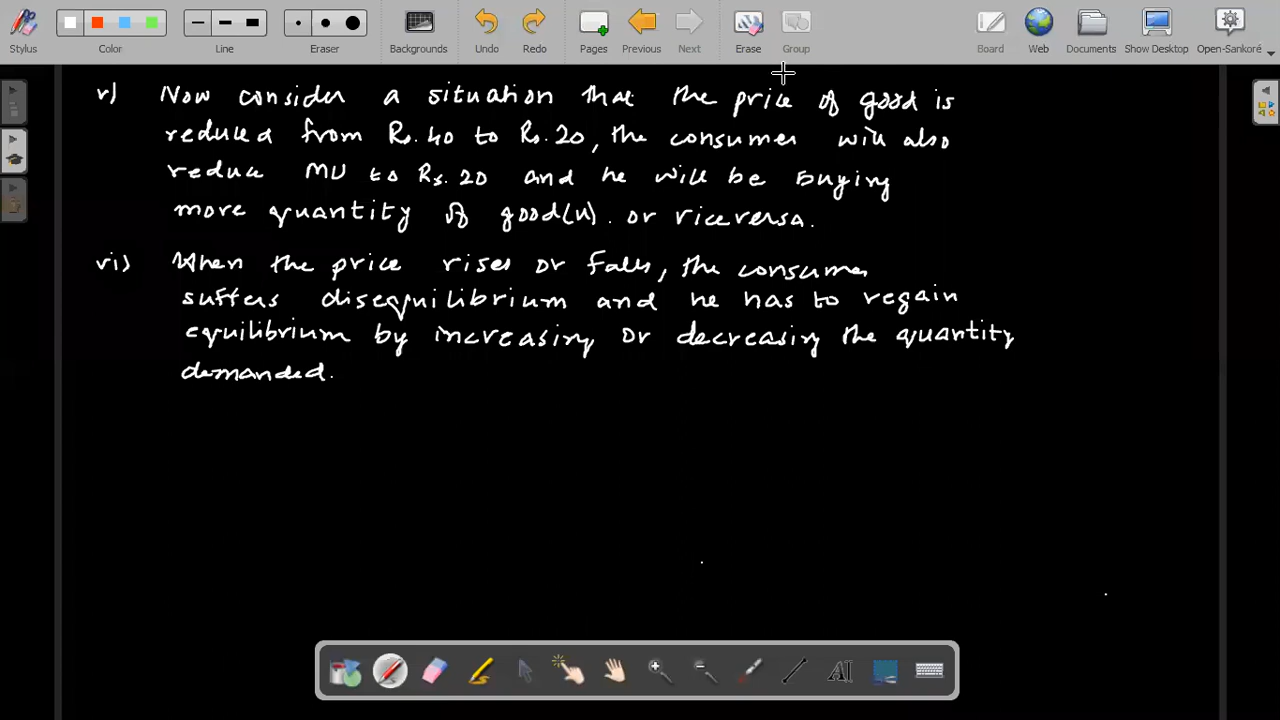 Stylus
Color
Line
Eraser
Backgrounds
Undo
Redo
Pages
Previous
Next
Erase
Group
Board
Web
Documents
Show Desktop
Open-Sankoré
v) Now consider a situation that the price of good is
reduced from Rs. 40 to Rs. 20, the consumer will also
reduce MU to Rs. 20 and he will be buying
more quantity of good(x). or viceversa.
vi) When the price rises or falls, the consumer
suffers disequilibrium and he has to regain
equilibrium by increasing or decreasing the quantity
demanded.